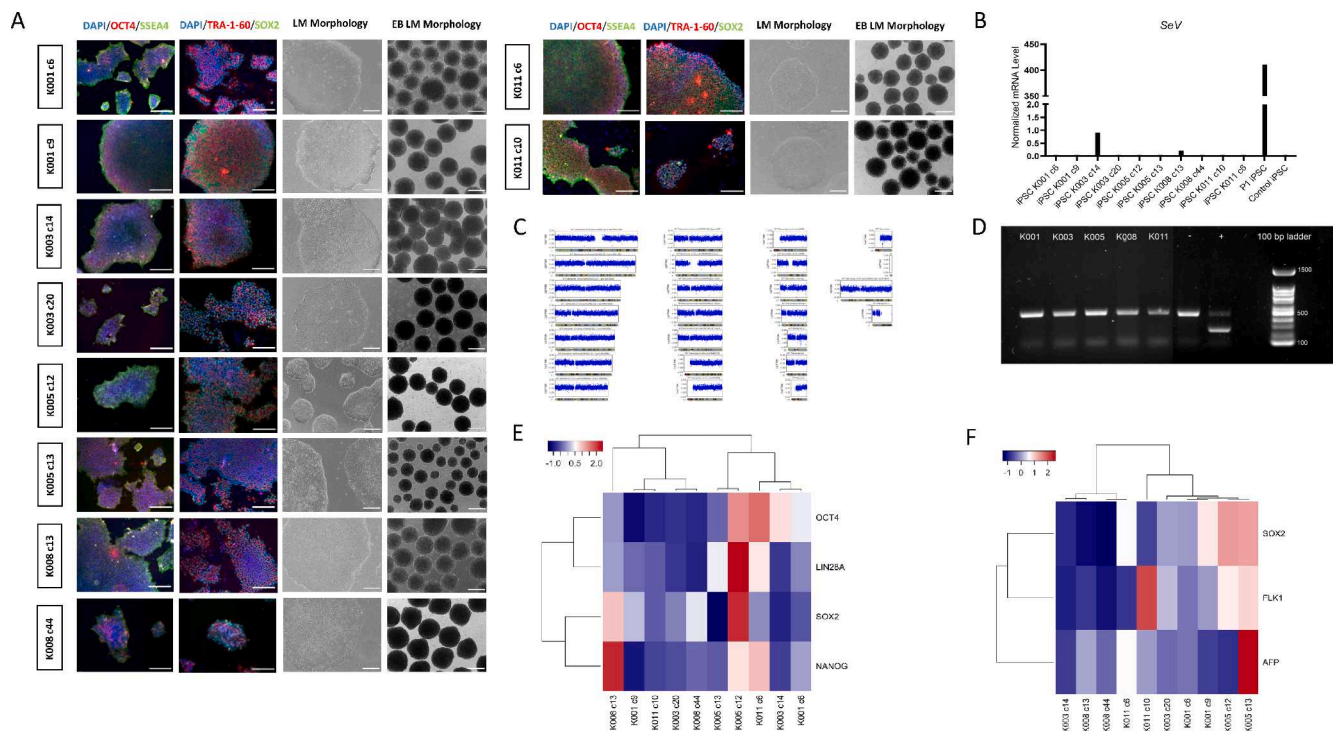 A
DAPI/OCT4/SSEA4 DAPI/TRA-1-60/SOX2 LM Morphology EB LM Morphology
K001 c6
K001 c9
K003 c14
K003 c20
K005 c12
K005 c13
K008 c13
K008 c44
DAPI/OCT4/SSEA4 DAPI/TRA-1-60/SOX2 LM Morphology EB LM Morphology
K011 c6
K011 c10
B
SeV
Normalized mRNA Level
450
400
350
2.0
1.5
1.0
0.5
0.0
iPSC K001 c6
iPSC K001 c9
iPSC K003 c14
iPSC K003 c20
iPSC K005 c12
iPSC K005 c13
iPSC K008 c13
iPSC K008 c44
iPSC K011 c10
iPSC K011 c6
P1 iPSC
Control iPSC
C
D
K001 K003 K005 K008 K011 - + 100 bp ladder
1500
500
100
E
-1.0 0.5 2.0
OCT4
LIN28A
SOX2
NANOG
K008 c13
K001 c9
K011 c10
K003 c20
K008 c44
K005 c13
K005 c12
K011 c6
K003 c14
K001 c6
F
-1 0 1 2
SOX2
FLK1
AFP
K003 c14
K008 c13
K008 c44
K011 c6
K011 c10
K003 c20
K001 c6
K001 c9
K005 c12
K005 c13